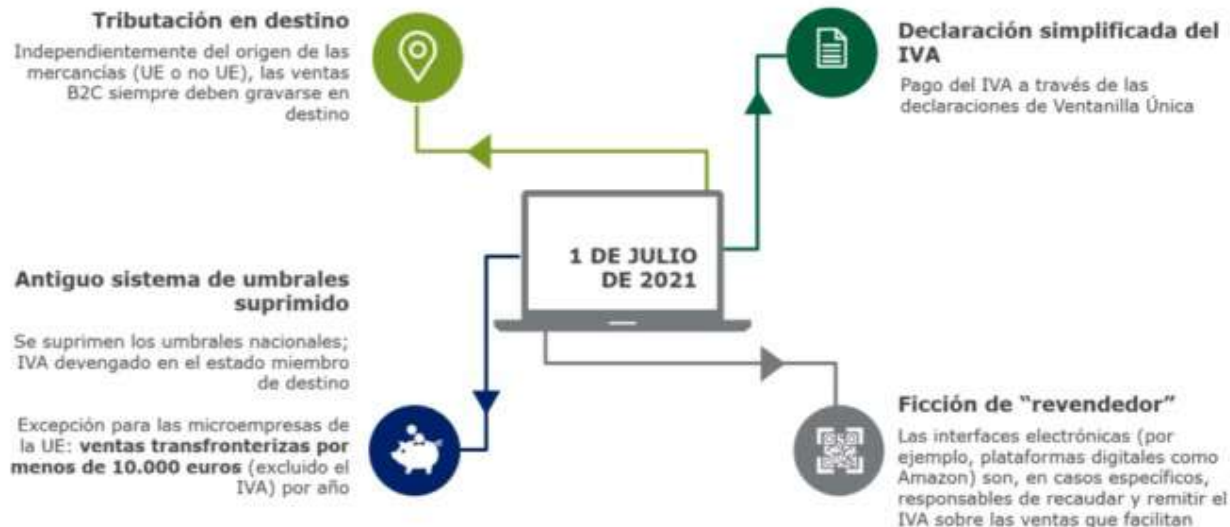 Tributación en destino
Independientemente del origen de las
mercancías (UE o no UE), las ventas
B2C siempre deben gravarse en
destino
Declaración simplificada del
IVA
Pago del IVA a través de las
declaraciones de Ventanilla Única
1 DE JULIO
DE 2021
Antiguo sistema de umbrales
suprimido
Se suprimen los umbrales nacionales;
IVA devengado en el estado miembro
de destino
Excepción para las microempresas de
la UE: ventas transfronterizas por
menos de 10.000 euros (excluido el
IVA) por año
Ficción de “revendedor”
Las interfaces electrónicas (por
ejemplo, plataformas digitales como
Amazon) son, en casos específicos,
responsables de recaudar y remitir el
IVA sobre las ventas que facilitan